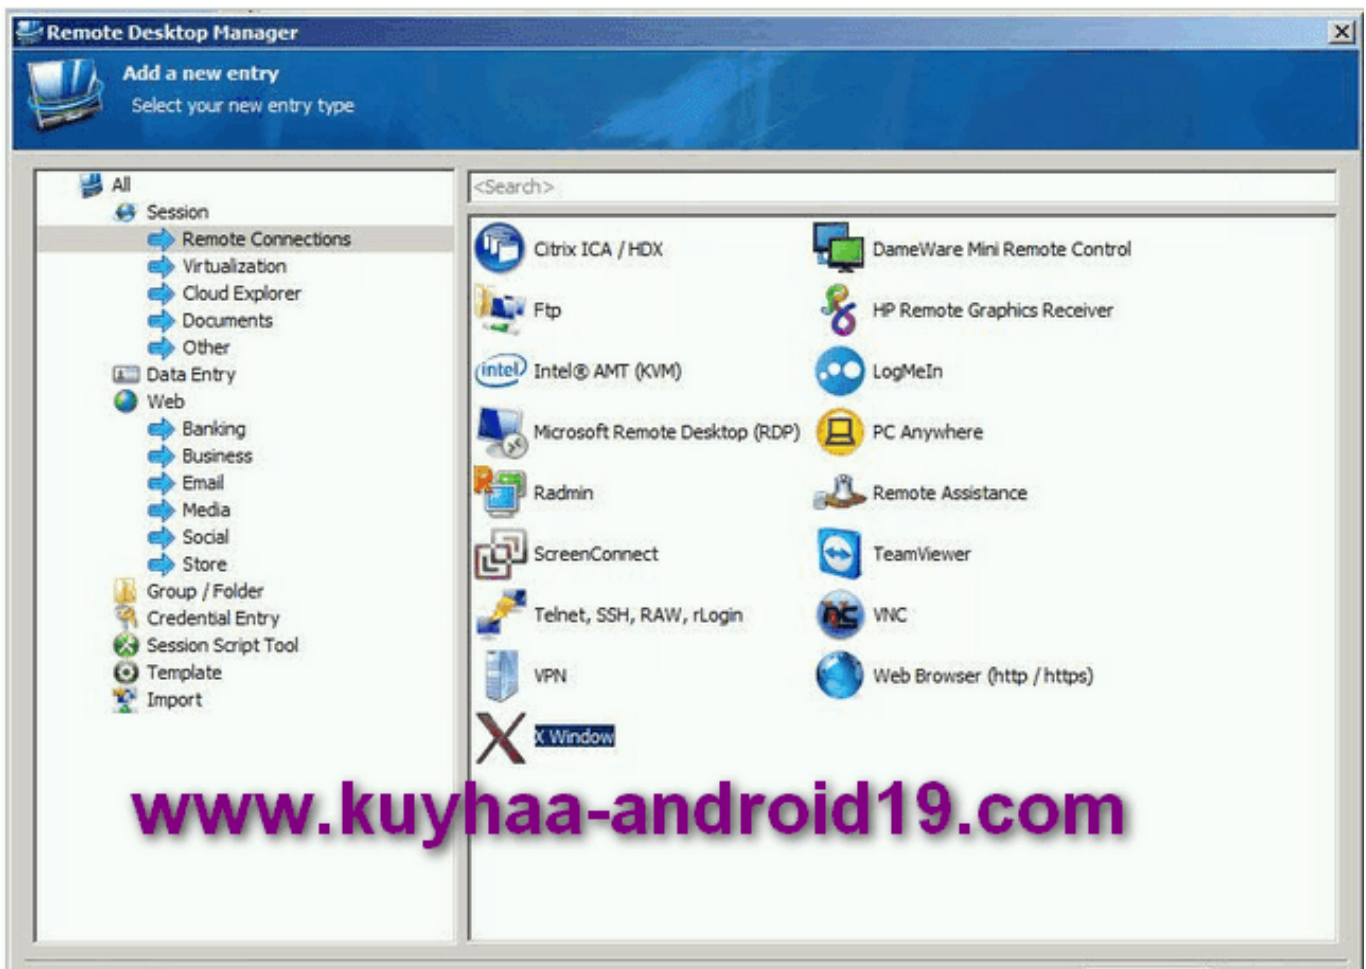 Remote Desktop Manager
Add a new entry
Select your new entry type
All
Session
Remote Connections
Virtualization
Cloud Explorer
Documents
Other
Data Entry
Web
Banking
Business
Email
Media
Social
Store
Group / Folder
Credential Entry
Session Script Tool
Template
Import
<Search>
Citrix ICA / HDX
DameWare Mini Remote Control
Ftp
HP Remote Graphics Receiver
intel Intel® AMT (KVM)
LogMeIn
Microsoft Remote Desktop (RDP)
PC Anywhere
Radmin
Remote Assistance
ScreenConnect
TeamViewer
Telnet, SSH, RAW, rLogin
VNC
VPN
Web Browser (http / https)
X Window
www.kuyhaa-android19.com